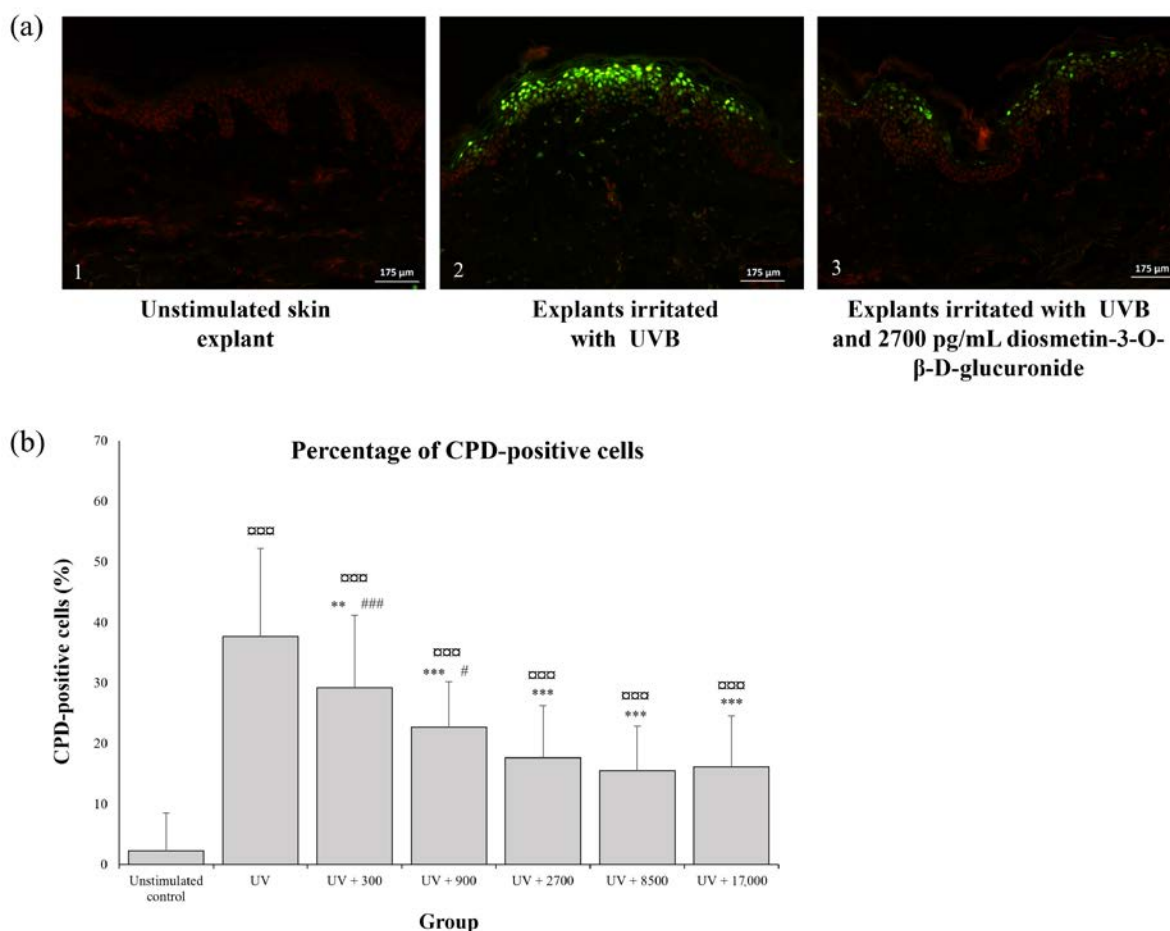 (a)
1
175 µm
2
175 µm
3
175 µm
Unstimulated skin
explant
Explants irritated
with UVB
Explants irritated with UVB
and 2700 pg/mL diosmetin-3-O-
β-D-glucuronide
(b)
Percentage of CPD-positive cells
CPD-positive cells (%)
70
60
50
40
30
20
10
0
¤¤¤
¤¤¤
** ###
¤¤¤
*** #
¤¤¤
***
¤¤¤
***
¤¤¤
***
Unstimulated
control
UV
UV + 300
UV + 900
UV + 2700
UV + 8500
UV + 17,000
Group